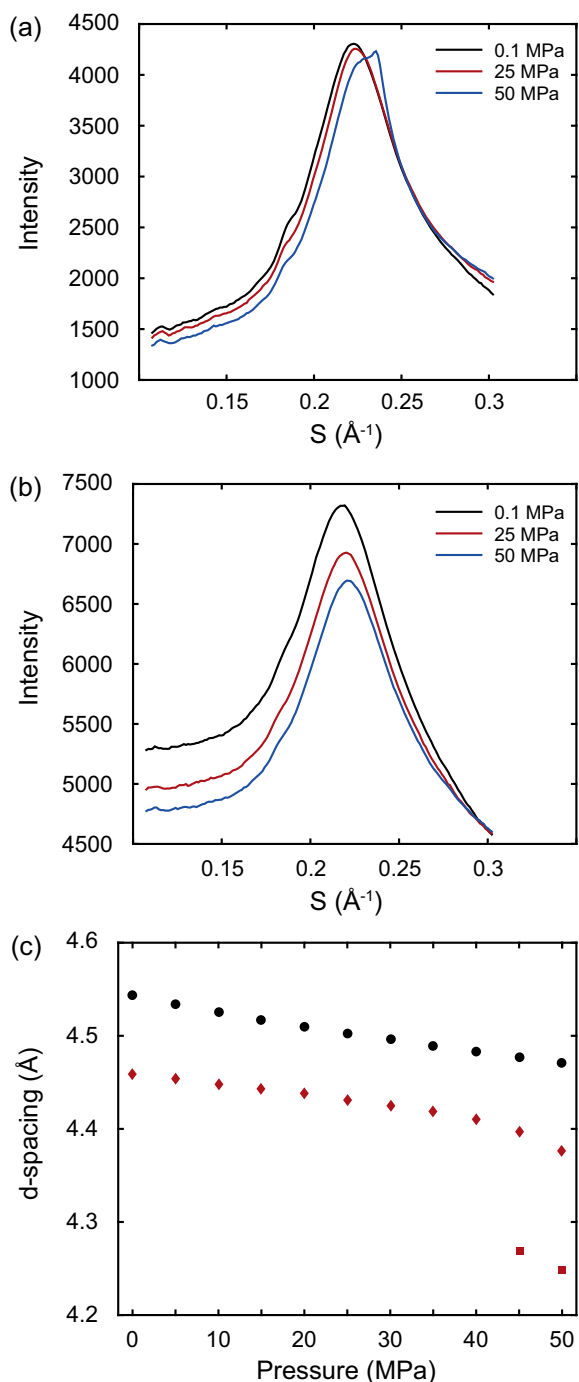 (a)
4500
4000
3500
3000
2500
2000
1500
1000
Intensity
0.1 MPa
25 MPa
50 MPa
0.15
0.2
0.25
0.3
S (Å⁻¹)
(b)
7500
7000
6500
6000
5500
5000
4500
Intensity
0.1 MPa
25 MPa
50 MPa
0.15
0.2
0.25
0.3
S (Å⁻¹)
(c)
4.6
4.5
4.4
4.3
4.2
d-spacing (Å)
0
10
20
30
40
50
Pressure (MPa)